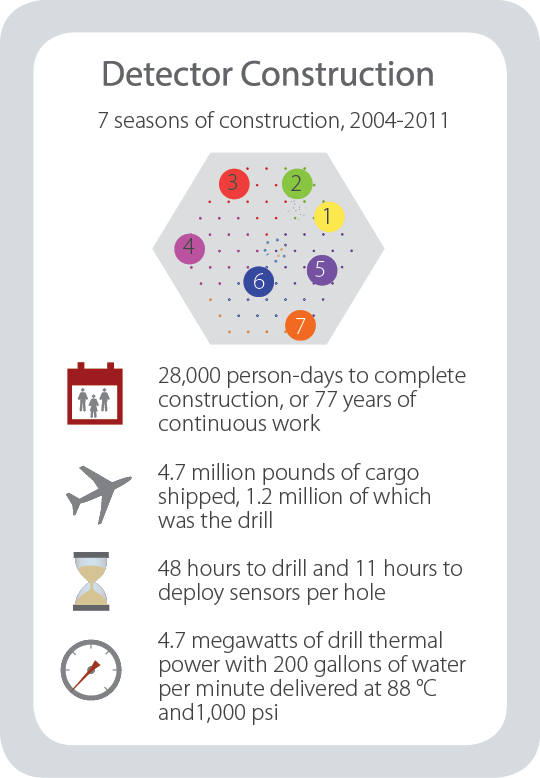 Detector Construction
7 seasons of construction, 2004-2011
3
2
1
4
5
6
7
28,000 person-days to complete
construction, or 77 years of
continuous work
4.7 million pounds of cargo
shipped, 1.2 million of which
was the drill
48 hours to drill and 11 hours to
deploy sensors per hole
4.7 megawatts of drill thermal
power with 200 gallons of water
per minute delivered at 88 °C
and1,000 psi